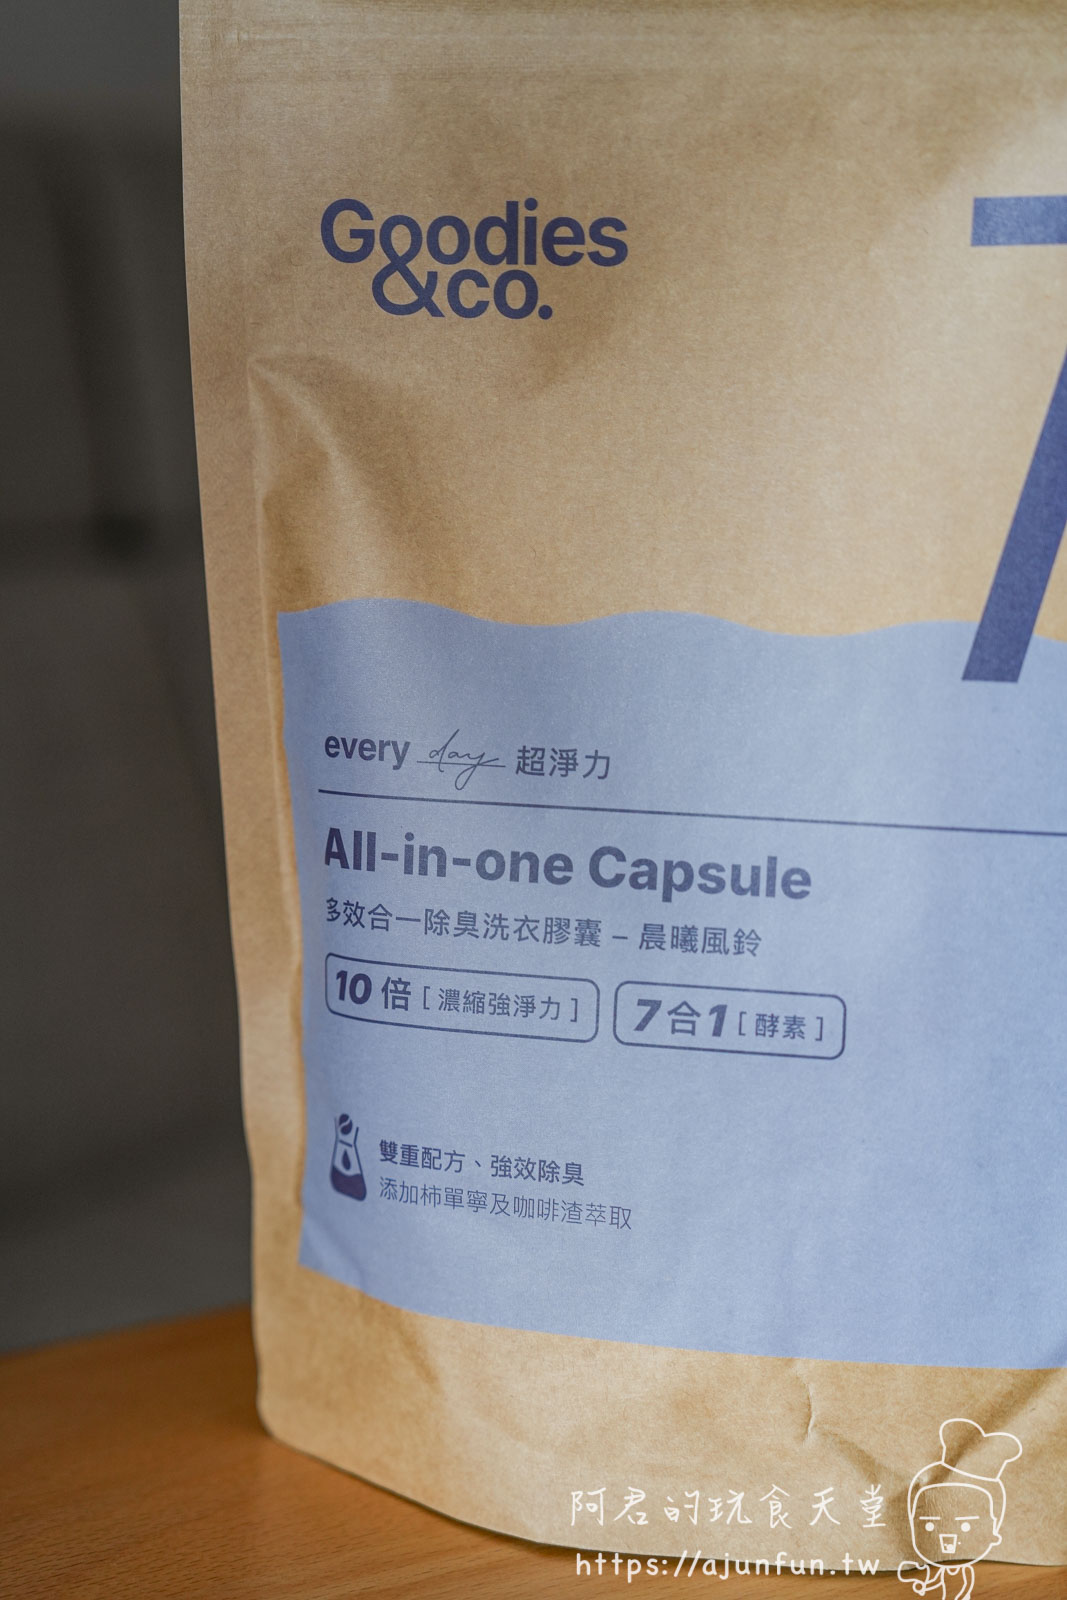 Goodies
&co.
7
every day 超淨力
All-in-one Capsule
多效合一除臭洗衣膠囊 – 晨曦風鈴
10 倍 [ 濃縮強淨力 ]
7合1 [ 酵素 ]
雙重配方、強效除臭
添加柿單寧及咖啡渣萃取
阿君的玩食天堂
https://ajunfun.tw